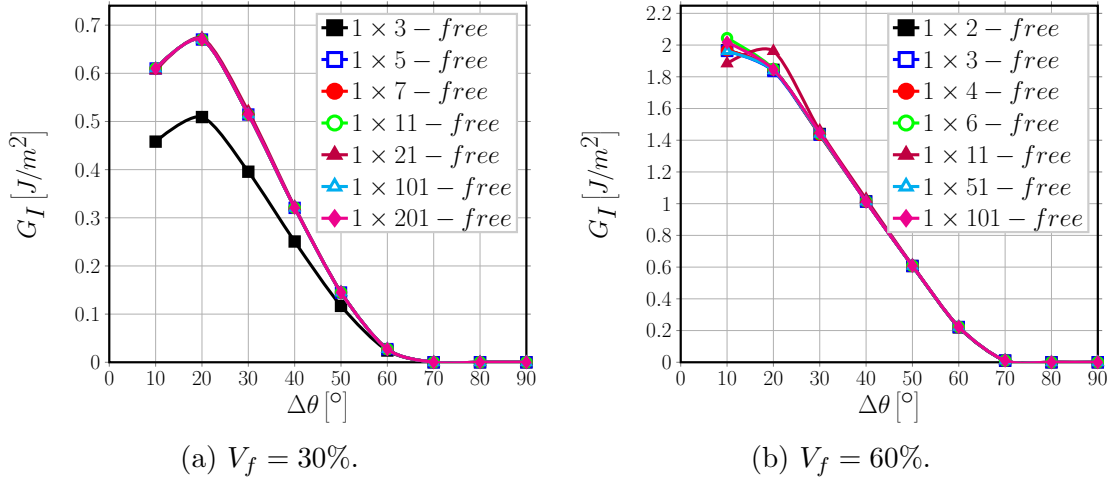 0 10 20 30 40 50 60 70 80 90
0
0.1
0.2
0.3
0.4
0.5
0.6
0.7
Δθ [°]
G_I [J/m²]
1 × 3 − free
1 × 5 − free
1 × 7 − free
1 × 11 − free
1 × 21 − free
1 × 101 − free
1 × 201 − free
(a) V_f = 30%.
0 10 20 30 40 50 60 70 80 90
0
0.2
0.4
0.6
0.8
1
1.2
1.4
1.6
1.8
2
2.2
Δθ [°]
G_I [J/m²]
1 × 2 − free
1 × 3 − free
1 × 4 − free
1 × 6 − free
1 × 11 − free
1 × 51 − free
1 × 101 − free
(b) V_f = 60%.